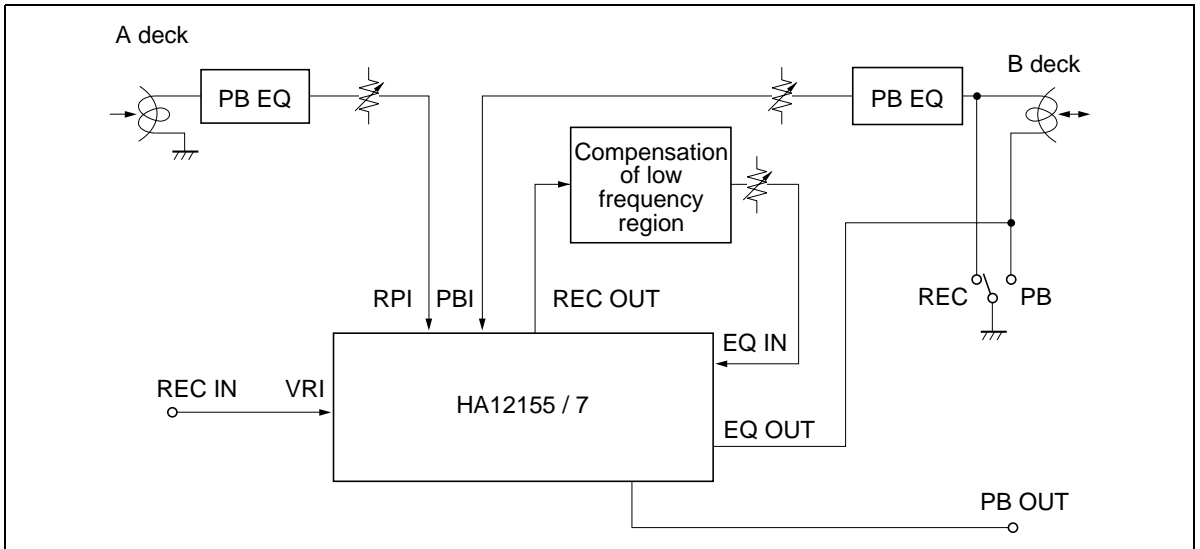 A deck
B deck
PB EQ
PB EQ
Compensation
of low
frequency
region
RPI
PBI
REC OUT
REC
PB
EQ IN
REC IN
VRI
HA12155 / 7
EQ OUT
PB OUT